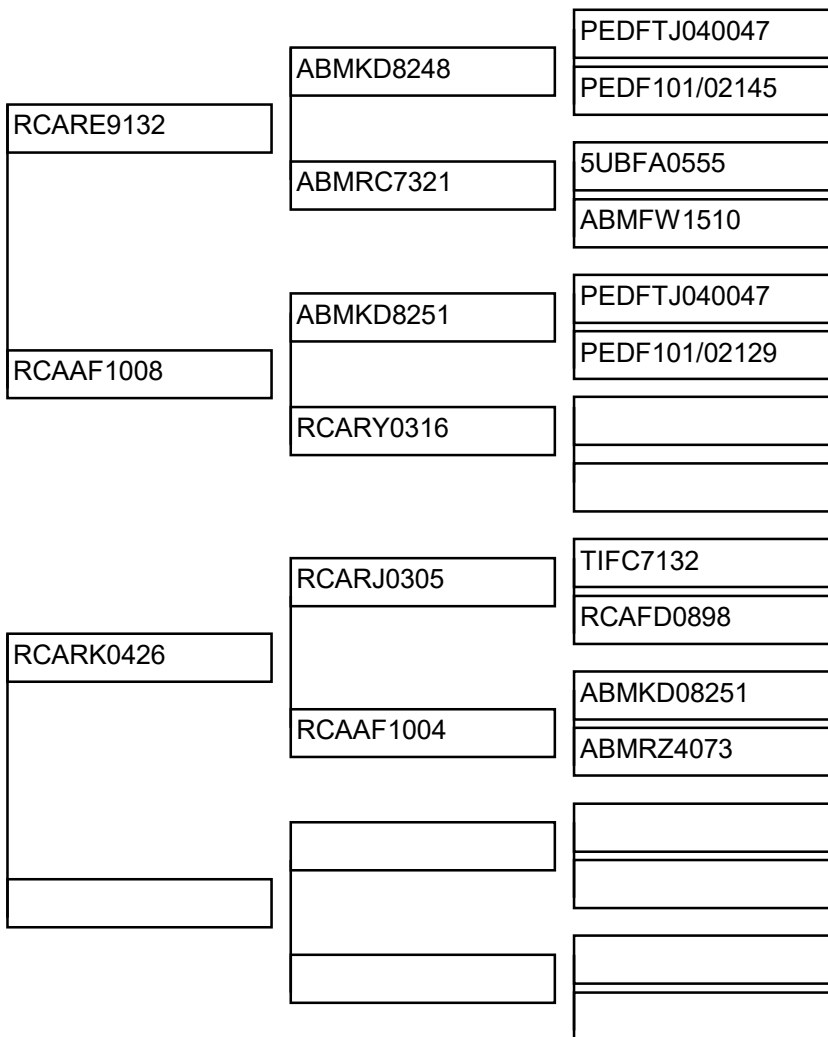 PEDFTJ040047
ABMKD8248
PEDF101/02145
RCARE9132
5UBFA0555
ABMRC7321
ABMFW1510
PEDFTJ040047
ABMKD8251
PEDF101/02129
RCAAF1008
RCARY0316
TIFC7132
RCARJ0305
RCAFD0898
RCARK0426
ABMKD08251
RCAAF1004
ABMRZ4073